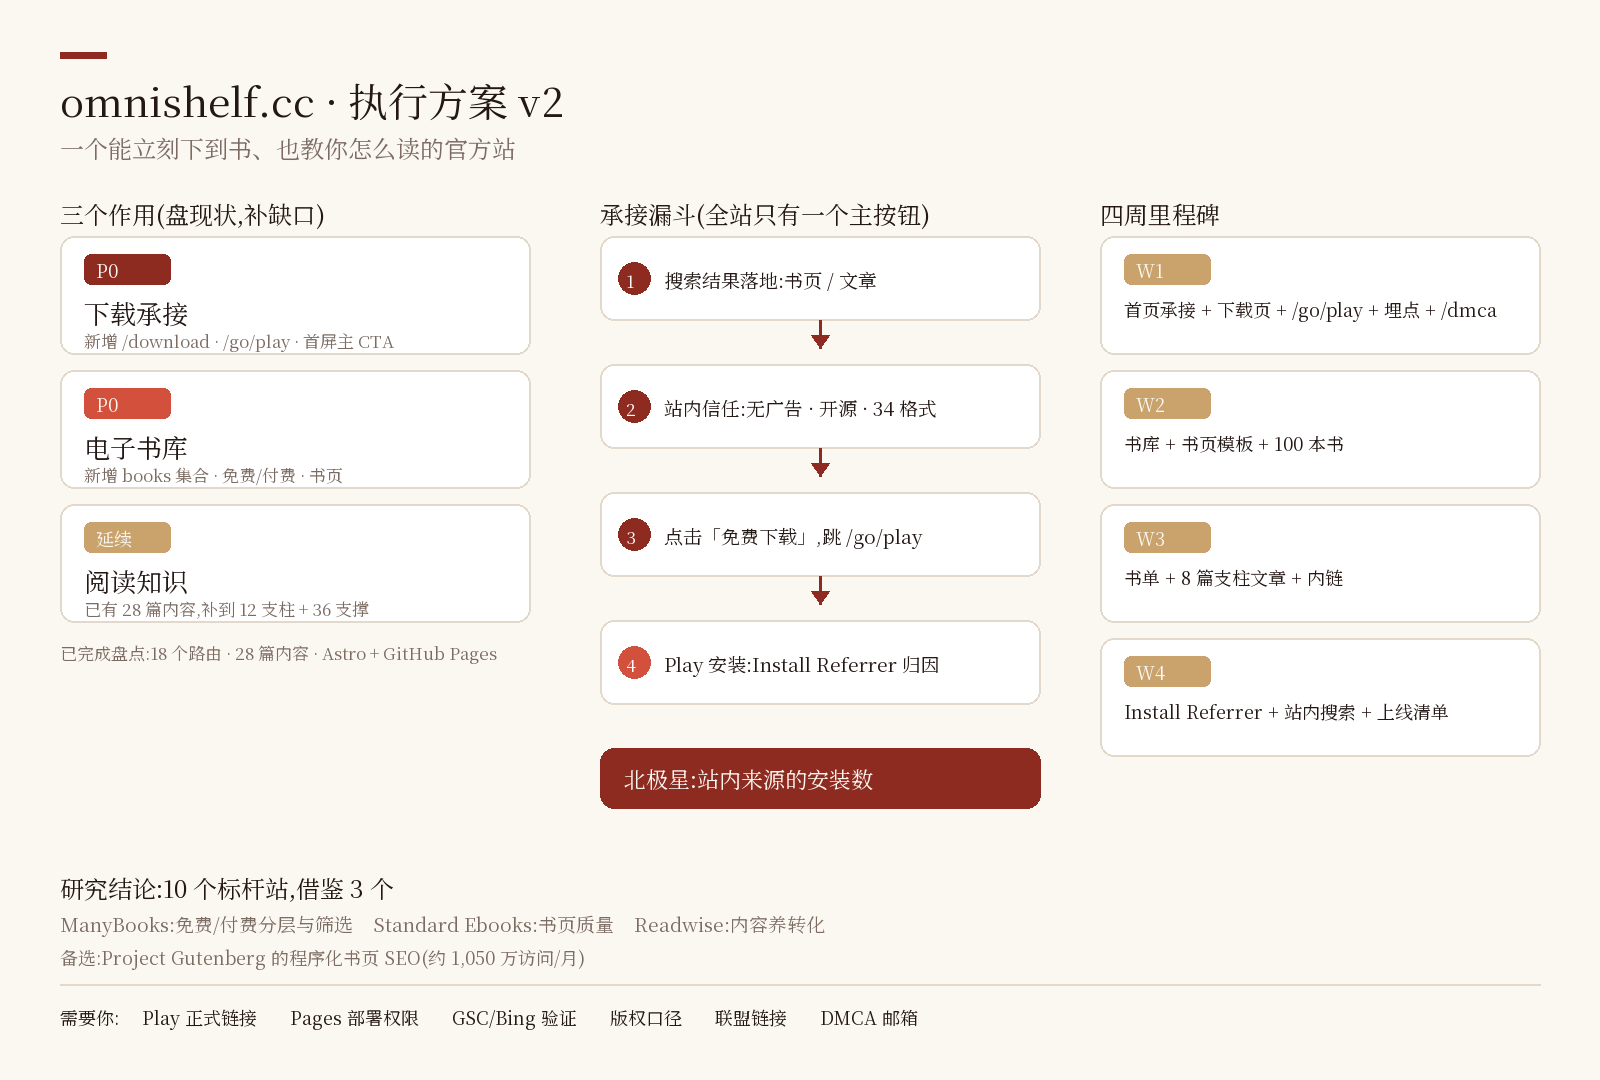 omnishelf.cc · 执行方案 v2
一个能立刻下到书、也教你怎么读的官方站
三个作用(盘现状,补缺口)
P0
下载承接
新增 /download · /go/play · 首屏主 CTA
P0
电子书库
新增 books 集合 · 免费/付费 · 书页
延续
阅读知识
已有 28 篇内容,补到 12 支柱 + 36 支撑
已完成盘点:18 个路由 · 28 篇内容 · Astro + GitHub Pages
承接漏斗(全站只有一个主按钮)
1 搜索结果落地:书页 / 文章
2 站内信任:无广告 · 开源 · 34 格式
3 点击「免费下载」,跳 /go/play
4 Play 安装:Install Referrer 归因
北极星:站内来源的安装数
四周里程碑
W1
首页承接 + 下载页 + /go/play + 埋点 + /dmca
W2
书库 + 书页模板 + 100 本书
W3
书单 + 8 篇支柱文章 + 内链
W4
Install Referrer + 站内搜索 + 上线清单
研究结论:10 个标杆站,借鉴 3 个
ManyBooks:免费/付费分层与筛选 Standard Ebooks:书页质量 Readwise:内容养转化
备选:Project Gutenberg 的程序化书页 SEO(约 1,050 万访问/月)
需要你: Play 正式链接 Pages 部署权限 GSC/Bing 验证 版权口径 联盟链接 DMCA 邮箱